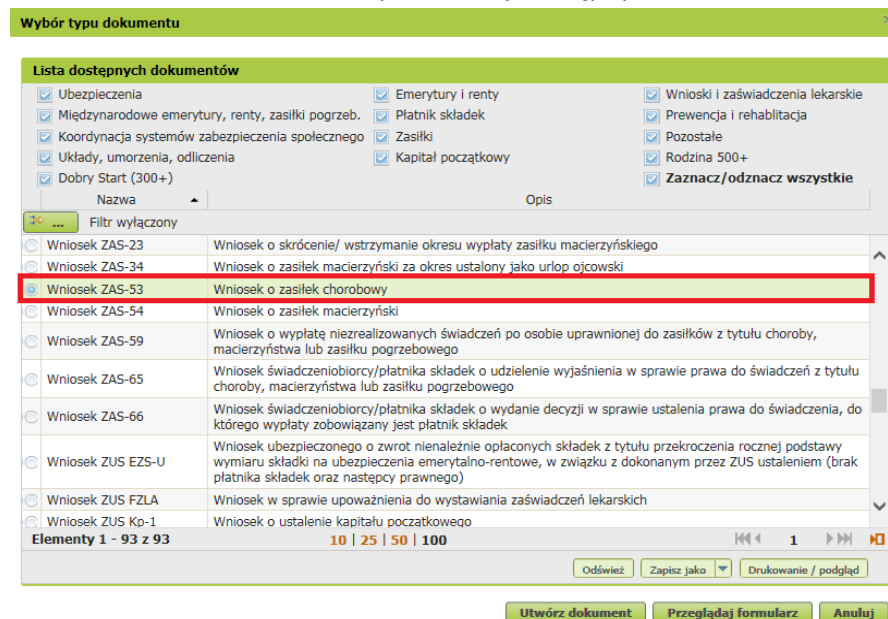 Wybór typu dokumentu
Lista dostępnych dokumentów
Ubezpieczenia Emerytury i renty Wnioski i zaświadczenia lekarskie
Międzynarodowe emerytury, renty, zasiłki pogrzeb. Płatnik składek Prewencja i rehablitacja
Koordynacja systemów zabezpieczenia społecznego Zasiłki Pozostałe
Układy, umorzenia, odliczenia Kapitał początkowy Rodzina 500+
Dobry Start (300+) Zaznacz/odznacz wszystkie
Nazwa Opis
... Filtr wyłączony
Wniosek ZAS-23 Wniosek o skrócenie/ wstrzymanie okresu wypłaty zasiłku macierzyńskiego
Wniosek ZAS-34 Wniosek o zasiłek macierzyński za okres ustalony jako urlop ojcowski
Wniosek ZAS-53 Wniosek o zasiłek chorobowy
Wniosek ZAS-54 Wniosek o zasiłek macierzyński
Wniosek ZAS-59 Wniosek o wypłatę niezrealizowanych świadczeń po osobie uprawnionej do zasiłków z tytułu choroby,
macierzyństwa lub zasiłku pogrzebowego
Wniosek ZAS-65 Wniosek świadczeniobiorcy/płatnika składek o udzielenie wyjaśnienia w sprawie prawa do świadczeń z tytułu
choroby, macierzyństwa lub zasiłku pogrzebowego
Wniosek ZAS-66 Wniosek świadczeniobiorcy/płatnika składek o wydanie decyzji w sprawie ustalenia prawa do świadczenia, do
którego wypłaty zobowiązany jest płatnik składek
Wniosek ZUS EZS-U Wniosek ubezpieczonego o zwrot nienależnie opłaconych składek z tytułu przekroczenia rocznej podstawy
wymiaru składki na ubezpieczenia emerytalno-rentowe, w związku z dokonanym przez ZUS ustaleniem (brak
płatnika składek oraz następcy prawnego)
Wniosek ZUS FZLA Wniosek w sprawie upoważnienia do wystawiania zaświadczeń lekarskich
Wniosek ZUS Kp-1 Wniosek o ustalenie kapitału początkowego
Elementy 1 - 93 z 93 10 | 25 | 50 | 100 1
Odśwież Zapisz jako Drukowanie / podgląd
Utwórz dokument Przeglądaj formularz Anuluj